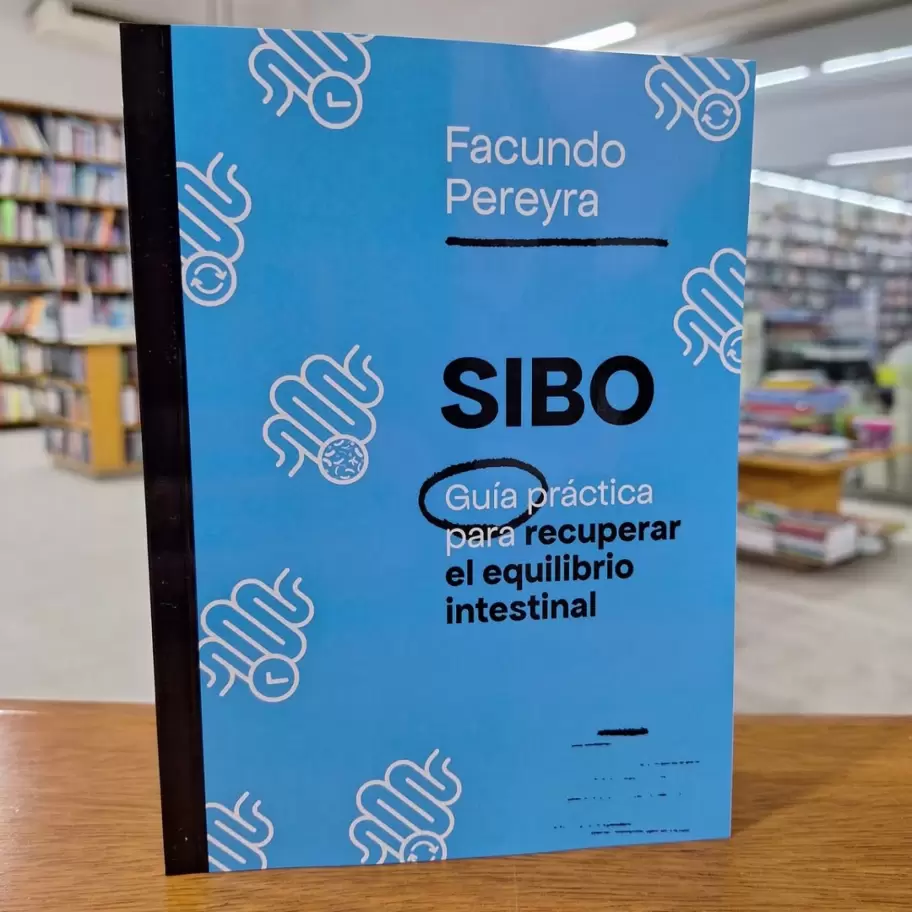 Facundo
Pereyra
SIBO
Guía práctica
para recuperar
el equilibrio
intestinal